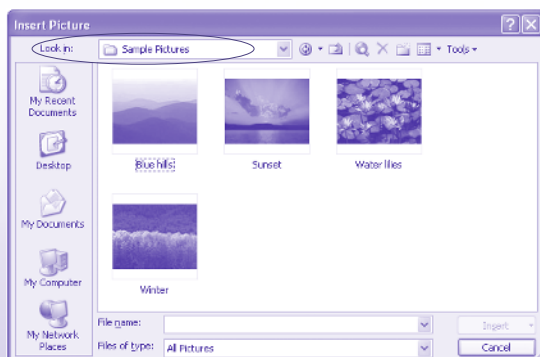 Insert Picture
Look in:
Sample Pictures
Tools
My Recent
Documents
Desktop
My Documents
My Computer
My Network
Places
Blue hills
Sunset
Water lilies
Winter
File name:
Insert
Files of type:
All Pictures
Cancel